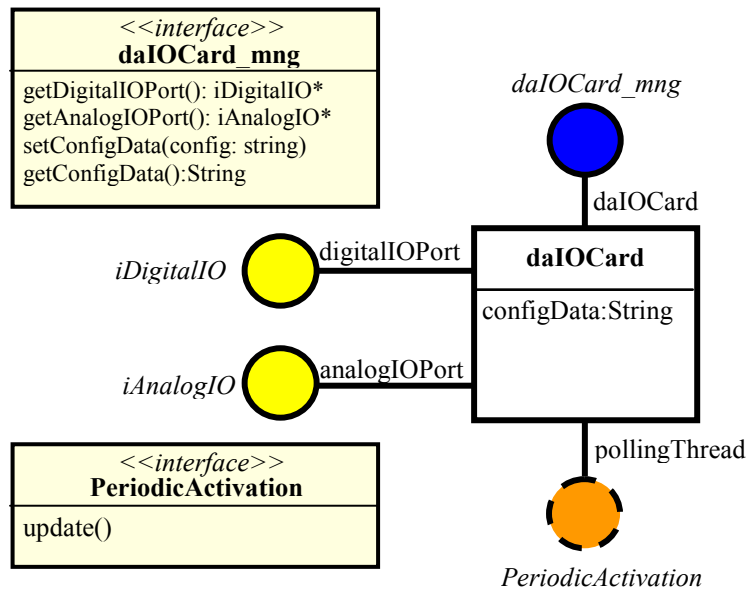 <<interface>>
daIOCard_mng
getDigitalIOPort(): iDigitalIO*
getAnalogIOPort(): iAnalogIO*
setConfigData(config: string)
getConfigData():String
daIOCard_mng
daIOCard
iDigitalIO
digitalIOPort
daIOCard
configData:String
iAnalogIO
analogIOPort
<<interface>>
PeriodicActivation
update()
pollingThread
PeriodicActivation